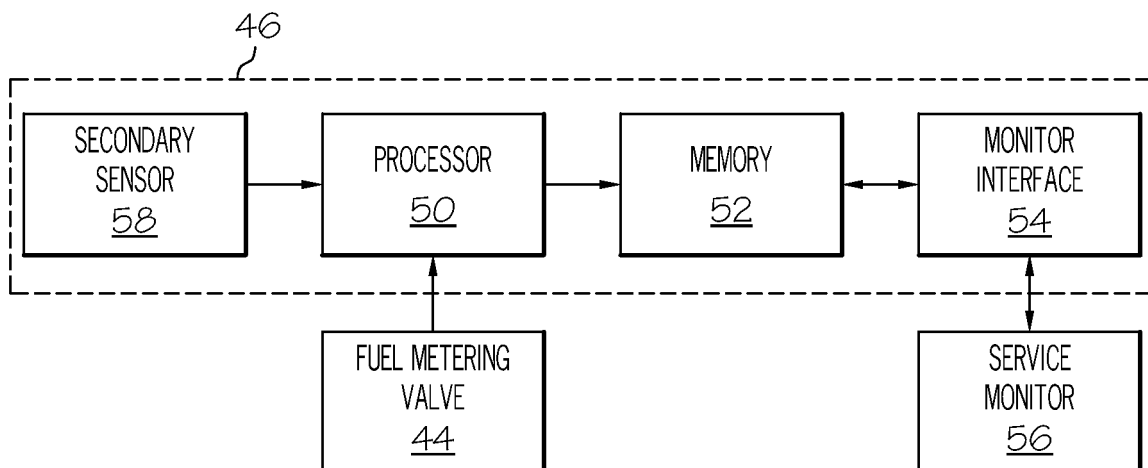 46
SECONDARY
SENSOR
58
PROCESSOR
50
MEMORY
52
MONITOR
INTERFACE
54
FUEL METERING
VALVE
44
SERVICE
MONITOR
56